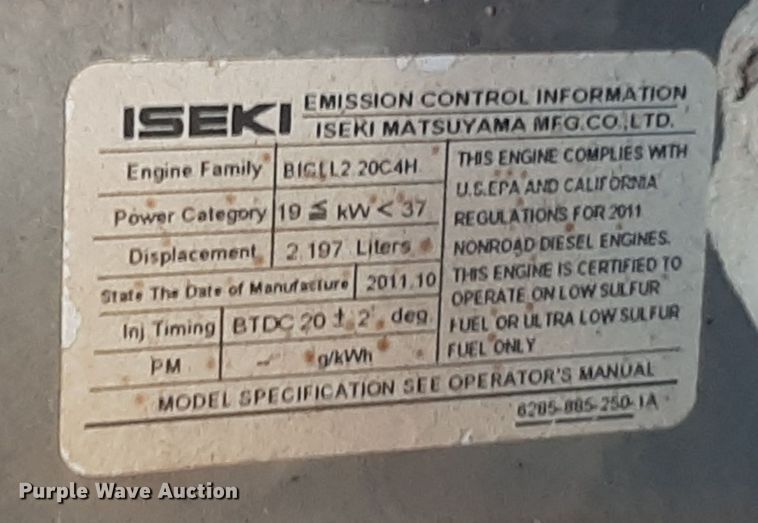 ISEKI EMISSION CONTROL INFORMATION
ISEKI MATSUYAMA MFG.CO.,LTD.
Engine Family BIGLL2.20C4H
Power Category 19 ≦ kW < 37
Displacement 2.197 Liters
State The Date of Manufacture 2011.10
Inj Timing BTDC 20 ± 2 deg
PM – g/kWh
THIS ENGINE COMPLIES WITH
U.S.EPA AND CALIFORNIA
REGULATIONS FOR 2011
NONROAD DIESEL ENGINES.
THIS ENGINE IS CERTIFIED TO
OPERATE ON LOW SULFUR
FUEL OR ULTRA LOW SULFUR
FUEL ONLY
MODEL SPECIFICATION SEE OPERATOR'S MANUAL
6205-885-250-1A
Purple Wave Auction